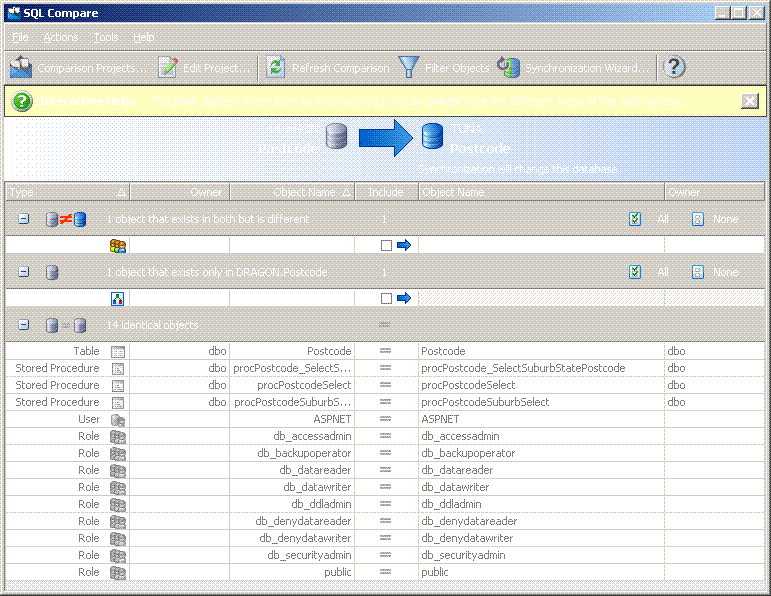 SQL Compare
File Actions Tools Help
Comparison Projects... Edit Project... Refresh Comparison Filter Objects Synchronization Wizard...
Interactive Help:
DRAGON TUNA
Postcode Postcode
Synchronization will change this database
Type Owner Object Name Include Object Name Owner
1 object that exists in both but is different 1 All None
1 object that exists only in DRAGON.Postcode 1 All None
14 identical objects
Table dbo Postcode Postcode dbo
Stored Procedure dbo procPostcode_SelectS... procPostcode_SelectSuburbStatePostcode dbo
Stored Procedure dbo procPostcodeSelect procPostcodeSelect dbo
Stored Procedure dbo procPostcodeSuburbS... procPostcodeSuburbSelect dbo
User ASPNET ASPNET
Role db_accessadmin db_accessadmin
Role db_backupoperator db_backupoperator
Role db_datareader db_datareader
Role db_datawriter db_datawriter
Role db_ddladmin db_ddladmin
Role db_denydatareader db_denydatareader
Role db_denydatawriter db_denydatawriter
Role db_securityadmin db_securityadmin
Role public public